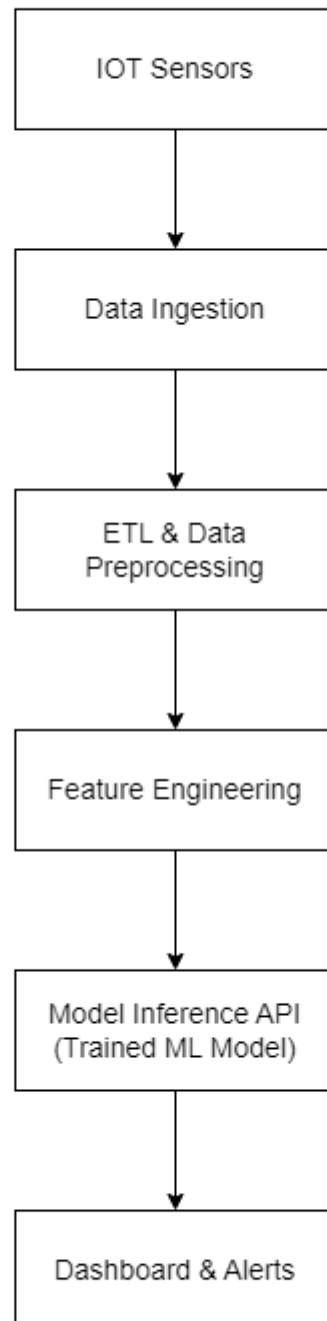 IOT Sensors
Data Ingestion
ETL & Data
Preprocessing
Feature Engineering
Model Inference API
(Trained ML Model)
Dashboard & Alerts